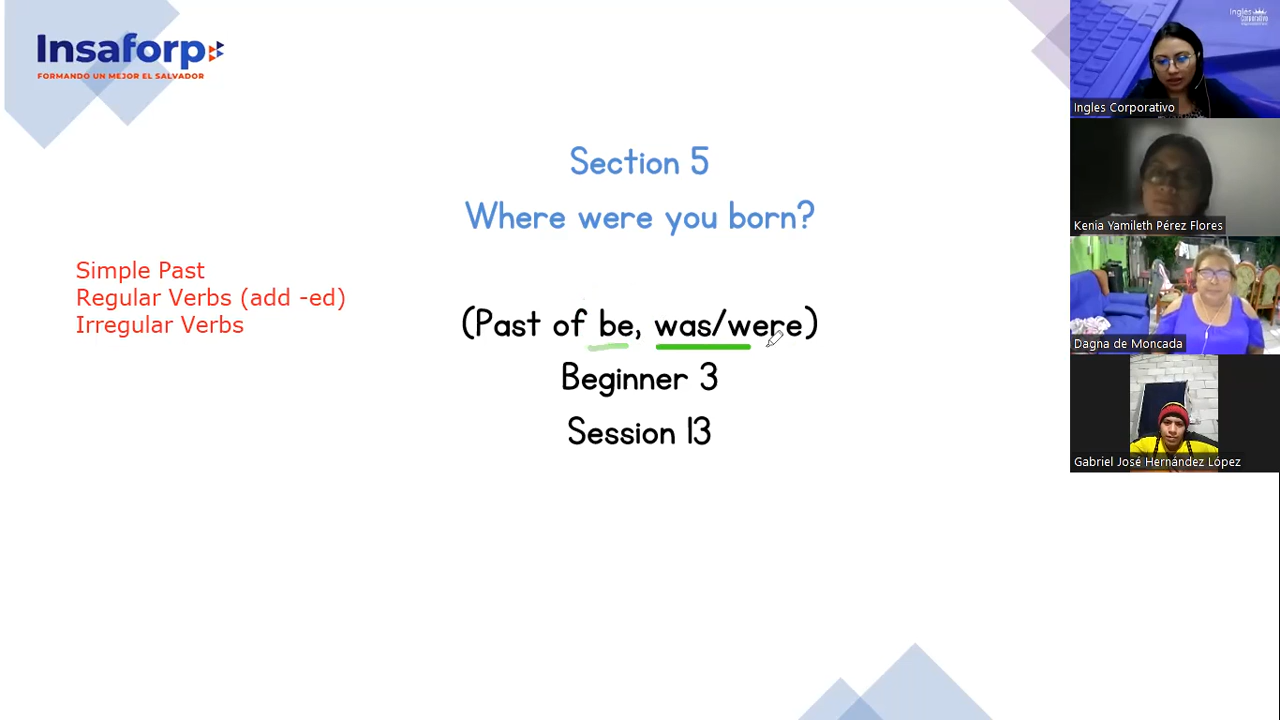 Insaforp
FORMANDO UN MEJOR EL SALVADOR
Section 5
Where were you born?
Simple Past
Regular Verbs (add -ed)
Irregular Verbs
(Past of be, was/were)
Beginner 3
Session 13
Inglés
Corporativo
Ingles Corporativo
Kenia Yamileth Pérez Flores
Dagna de Moncada
Gabriel José Hernández López